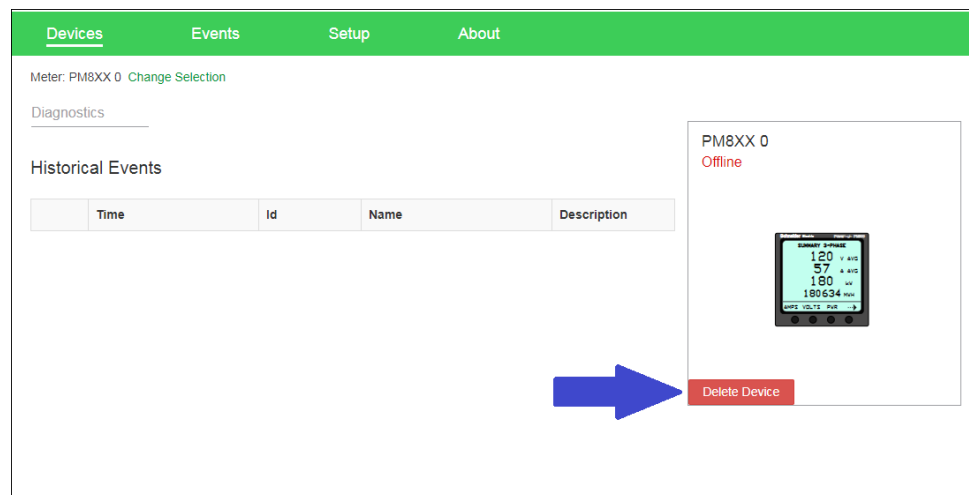 Devices Events Setup About
Meter: PM8XX 0 Change Selection
Diagnostics
Historical Events
Time Id Name Description
PM8XX 0
Offline
SUMMARY 3-PHASE
120 V AVG
57 A AVG
180 kW
180634 MWH
AMPS VOLTS PWR
Delete Device